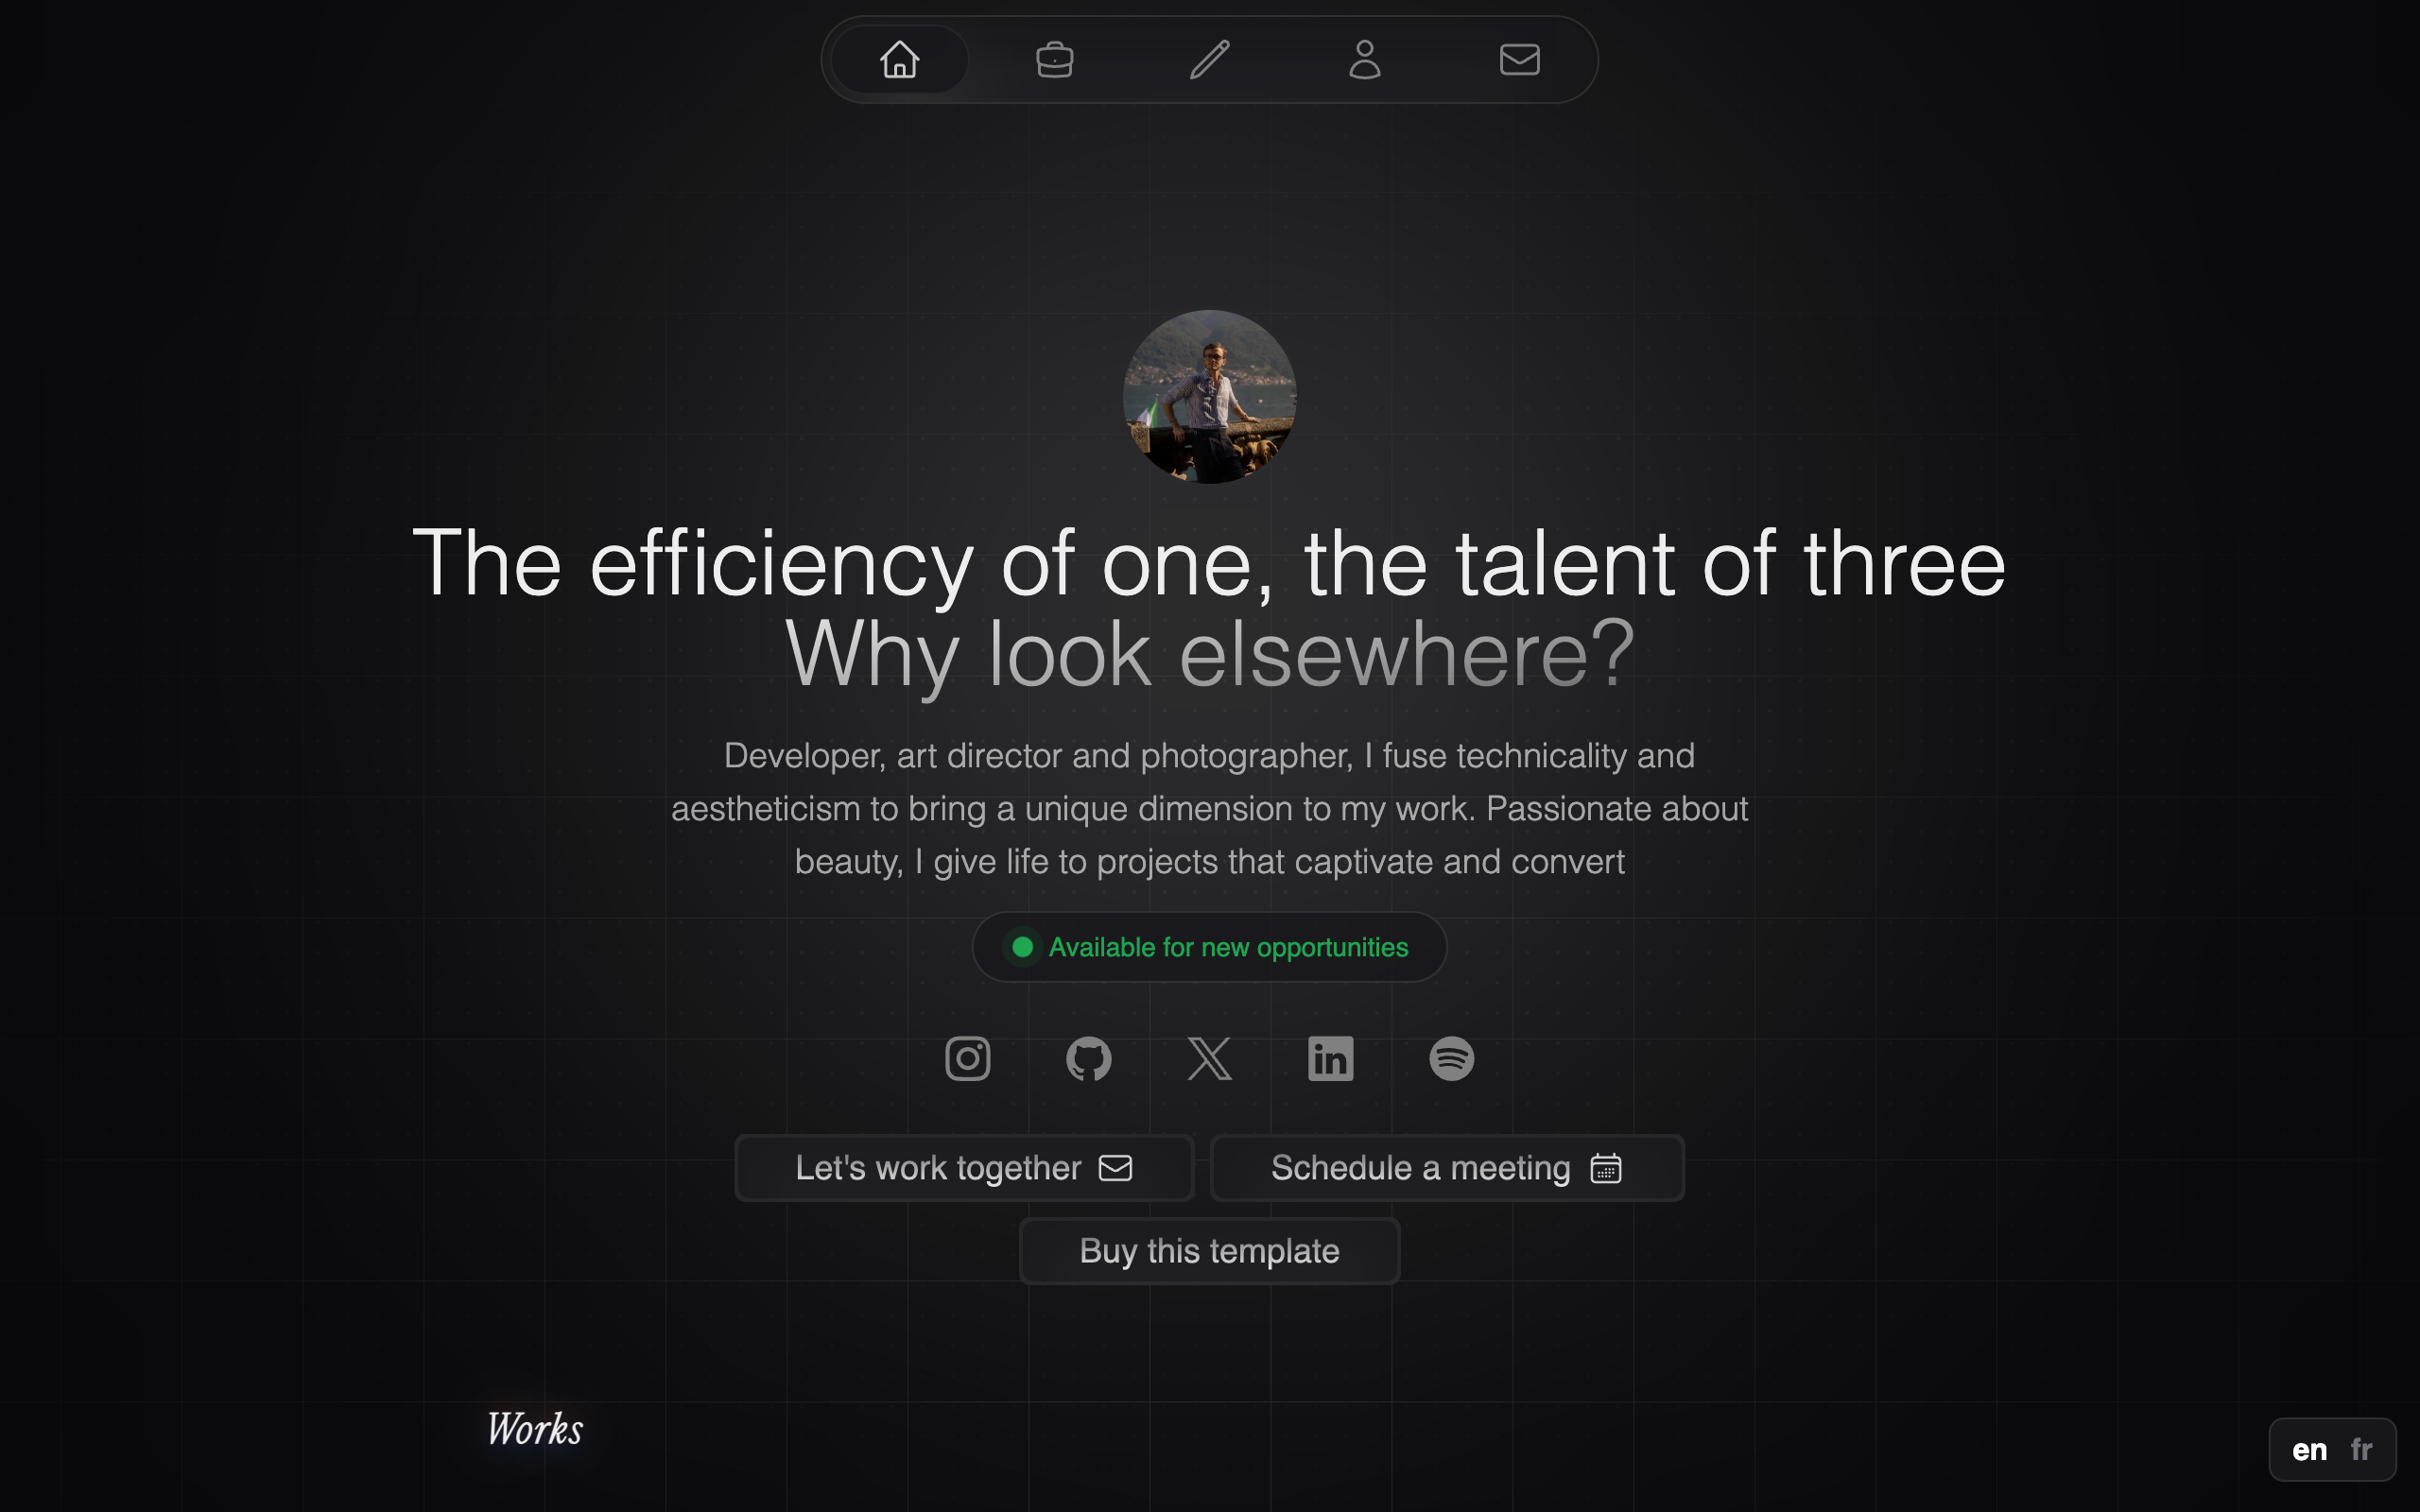 The efficiency of one, the talent of three
Why look elsewhere?
Developer, art director and photographer, I fuse technicality and
aestheticism to bring a unique dimension to my work. Passionate about
beauty, I give life to projects that captivate and convert
Available for new opportunities
Let's work together
Schedule a meeting
Buy this template
Works
en fr